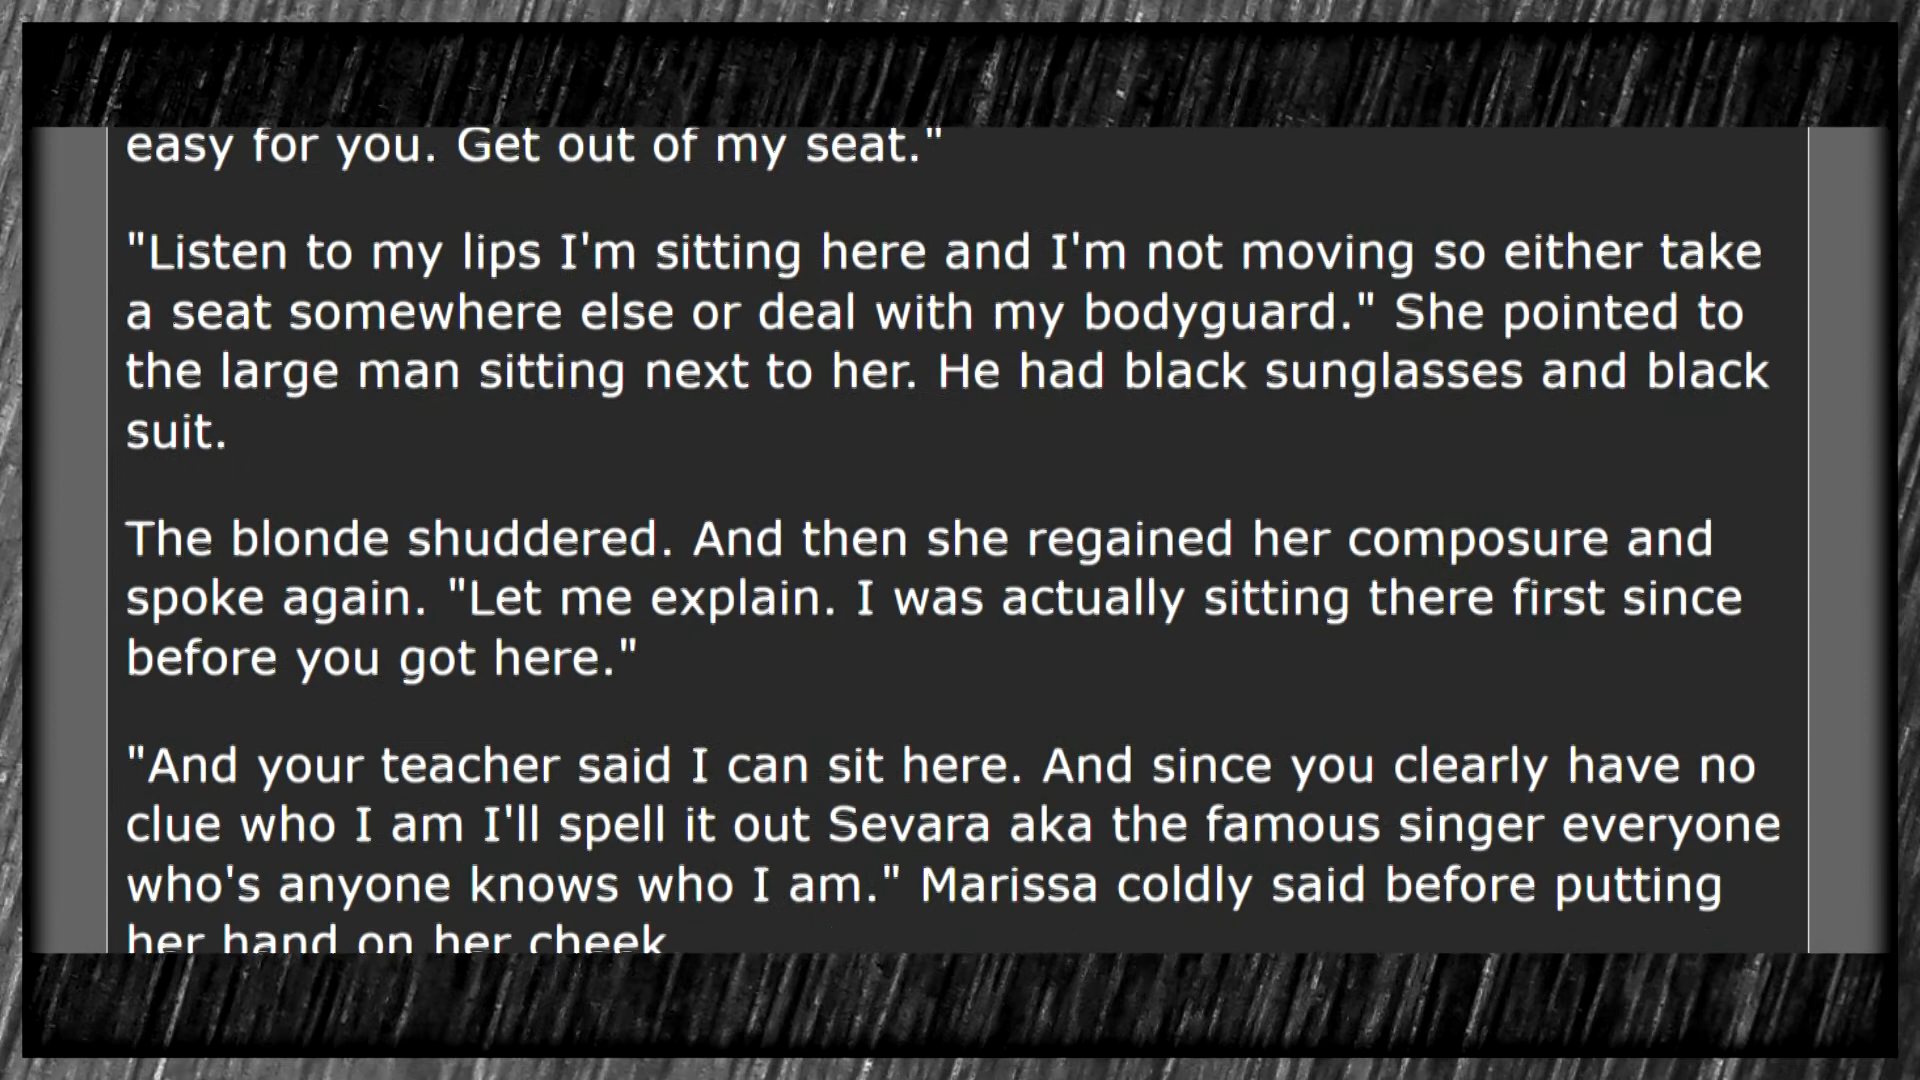 easy for you. Get out of my seat."
"Listen to my lips I'm sitting here and I'm not moving so either take
a seat somewhere else or deal with my bodyguard." She pointed to
the large man sitting next to her. He had black sunglasses and black
suit.
The blonde shuddered. And then she regained her composure and
spoke again. "Let me explain. I was actually sitting there first since
before you got here."
"And your teacher said I can sit here. And since you clearly have no
clue who I am I'll spell it out Sevara aka the famous singer everyone
who's anyone knows who I am." Marissa coldly said before putting
her hand on her cheek